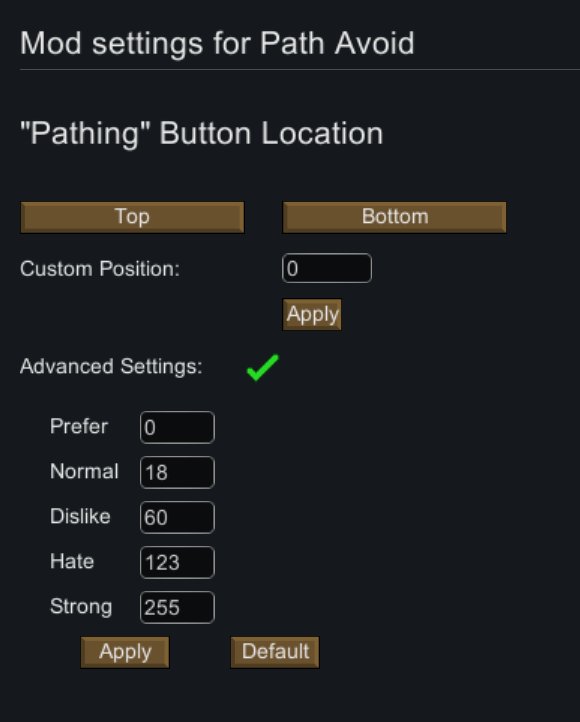 Mod settings for Path Avoid
"Pathing" Button Location
Top Bottom
Custom Position: 0
Apply
Advanced Settings:
Prefer 0
Normal 18
Dislike 60
Hate 123
Strong 255
Apply Default